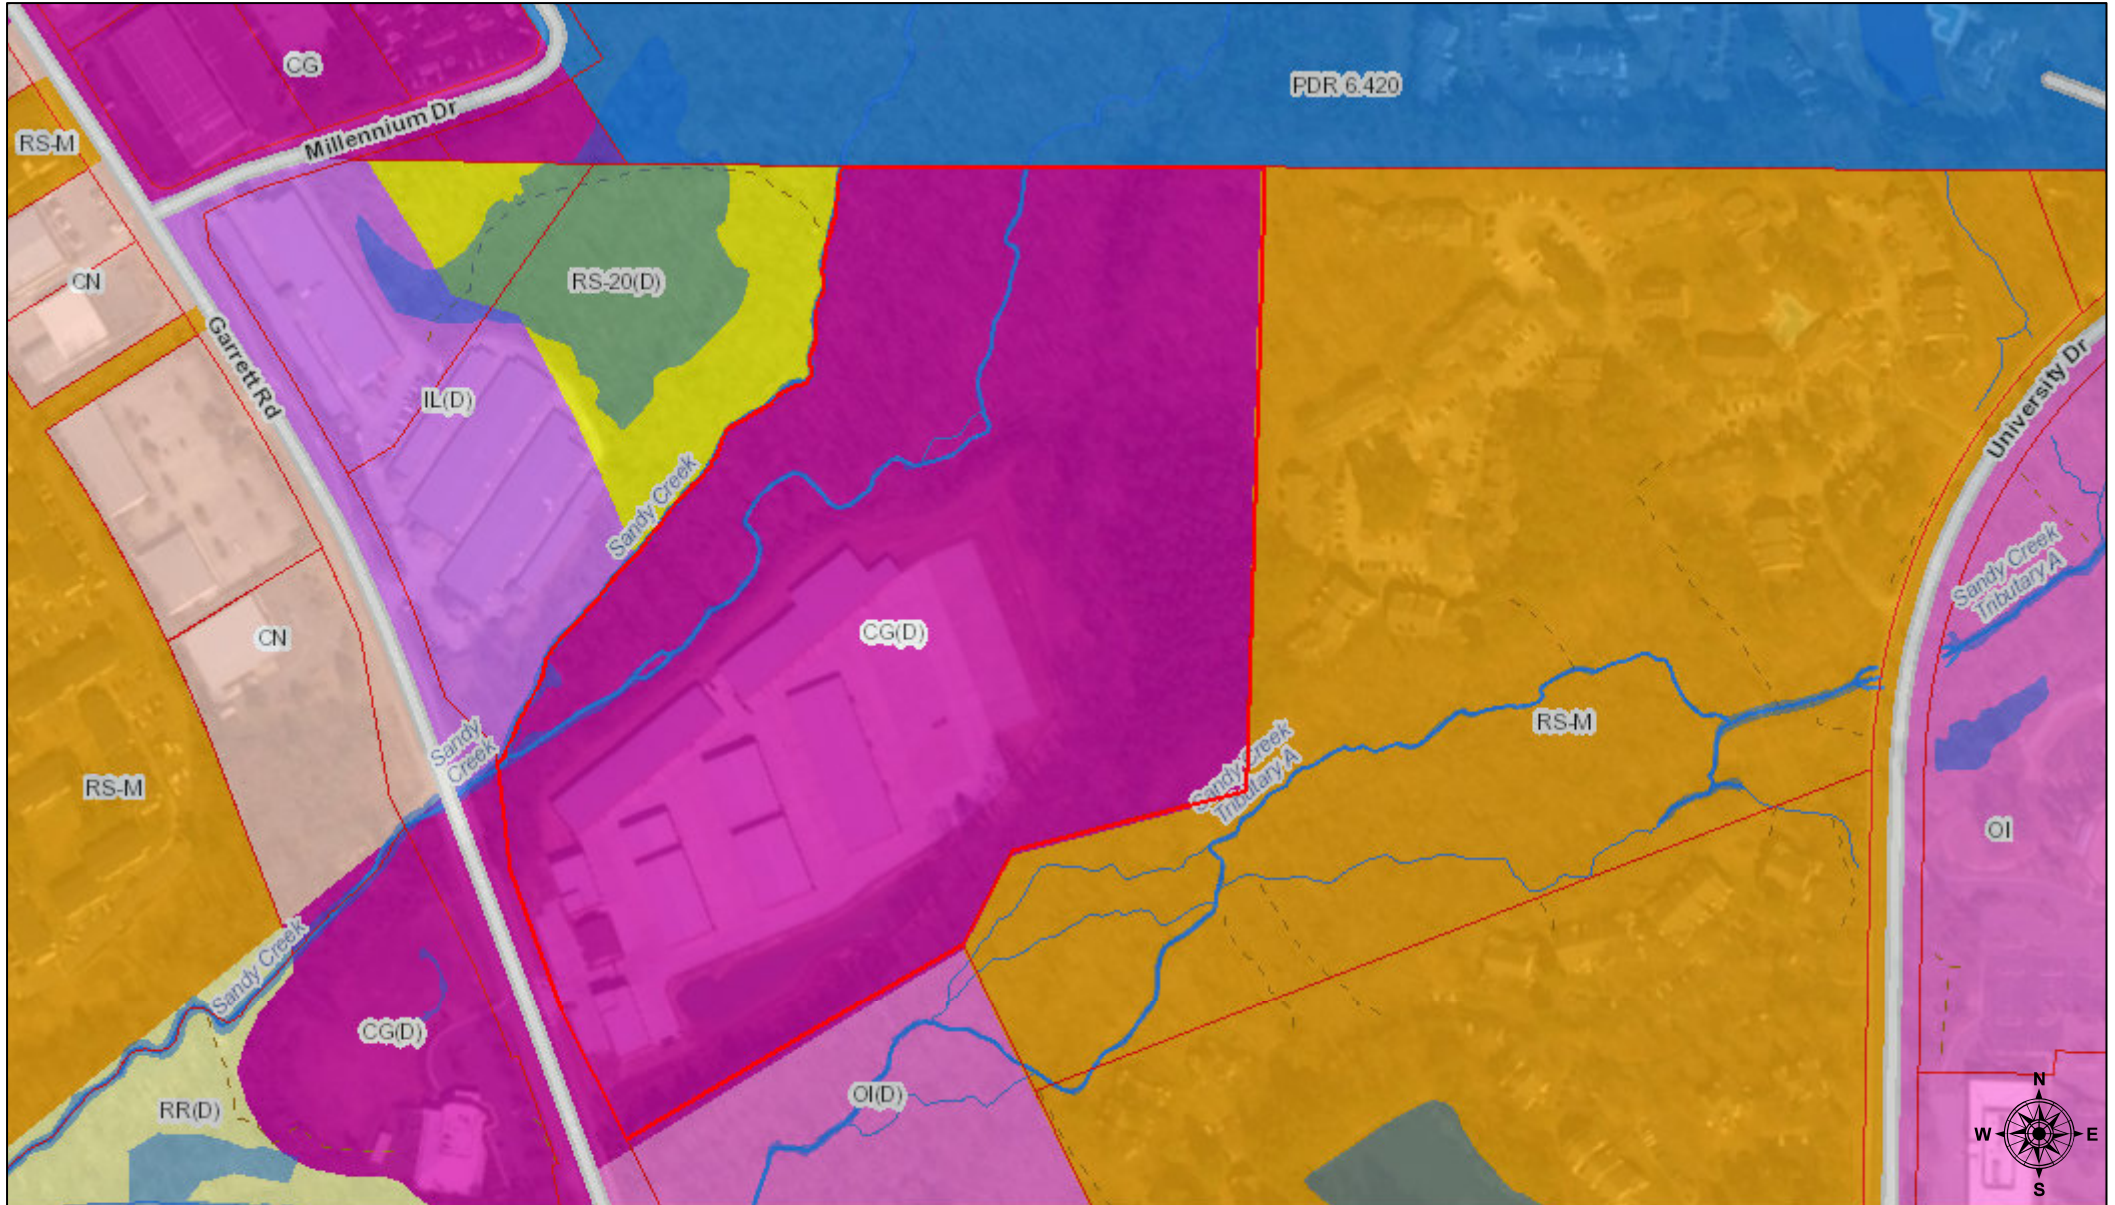 CG
PDR 6.420
Millennium Dr
RS-M
CN
RS-20(D)
Garrett Rd
IL(D)
University Dr
Sandy Creek
Sandy Creek
Tributary A
CG(D)
CN
RS-M
Sandy
Creek
Sandy Creek
Tributary A
RS-M
OI
Sandy Creek
CG(D)
OI(D)
RR(D)
N
W
E
S